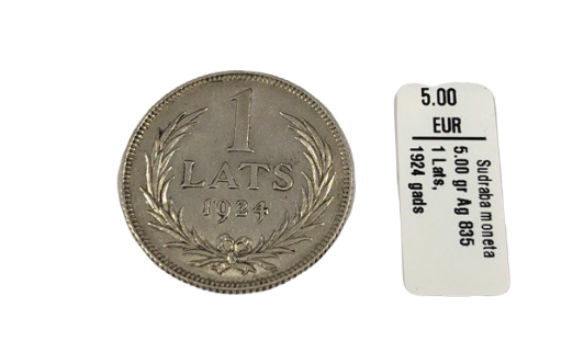 1
LATS
1924
5.00
EUR
Sudraba moneta
5.00 gr Ag 835
1 Lats,
1924 gads